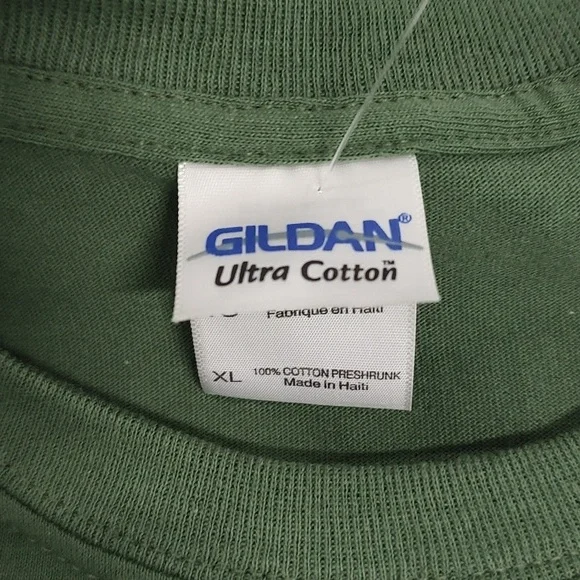 GILDAN®
Ultra Cotton™
Fabriqué en Haïti
XL 100% COTTON PRESHRUNK
Made in Haiti